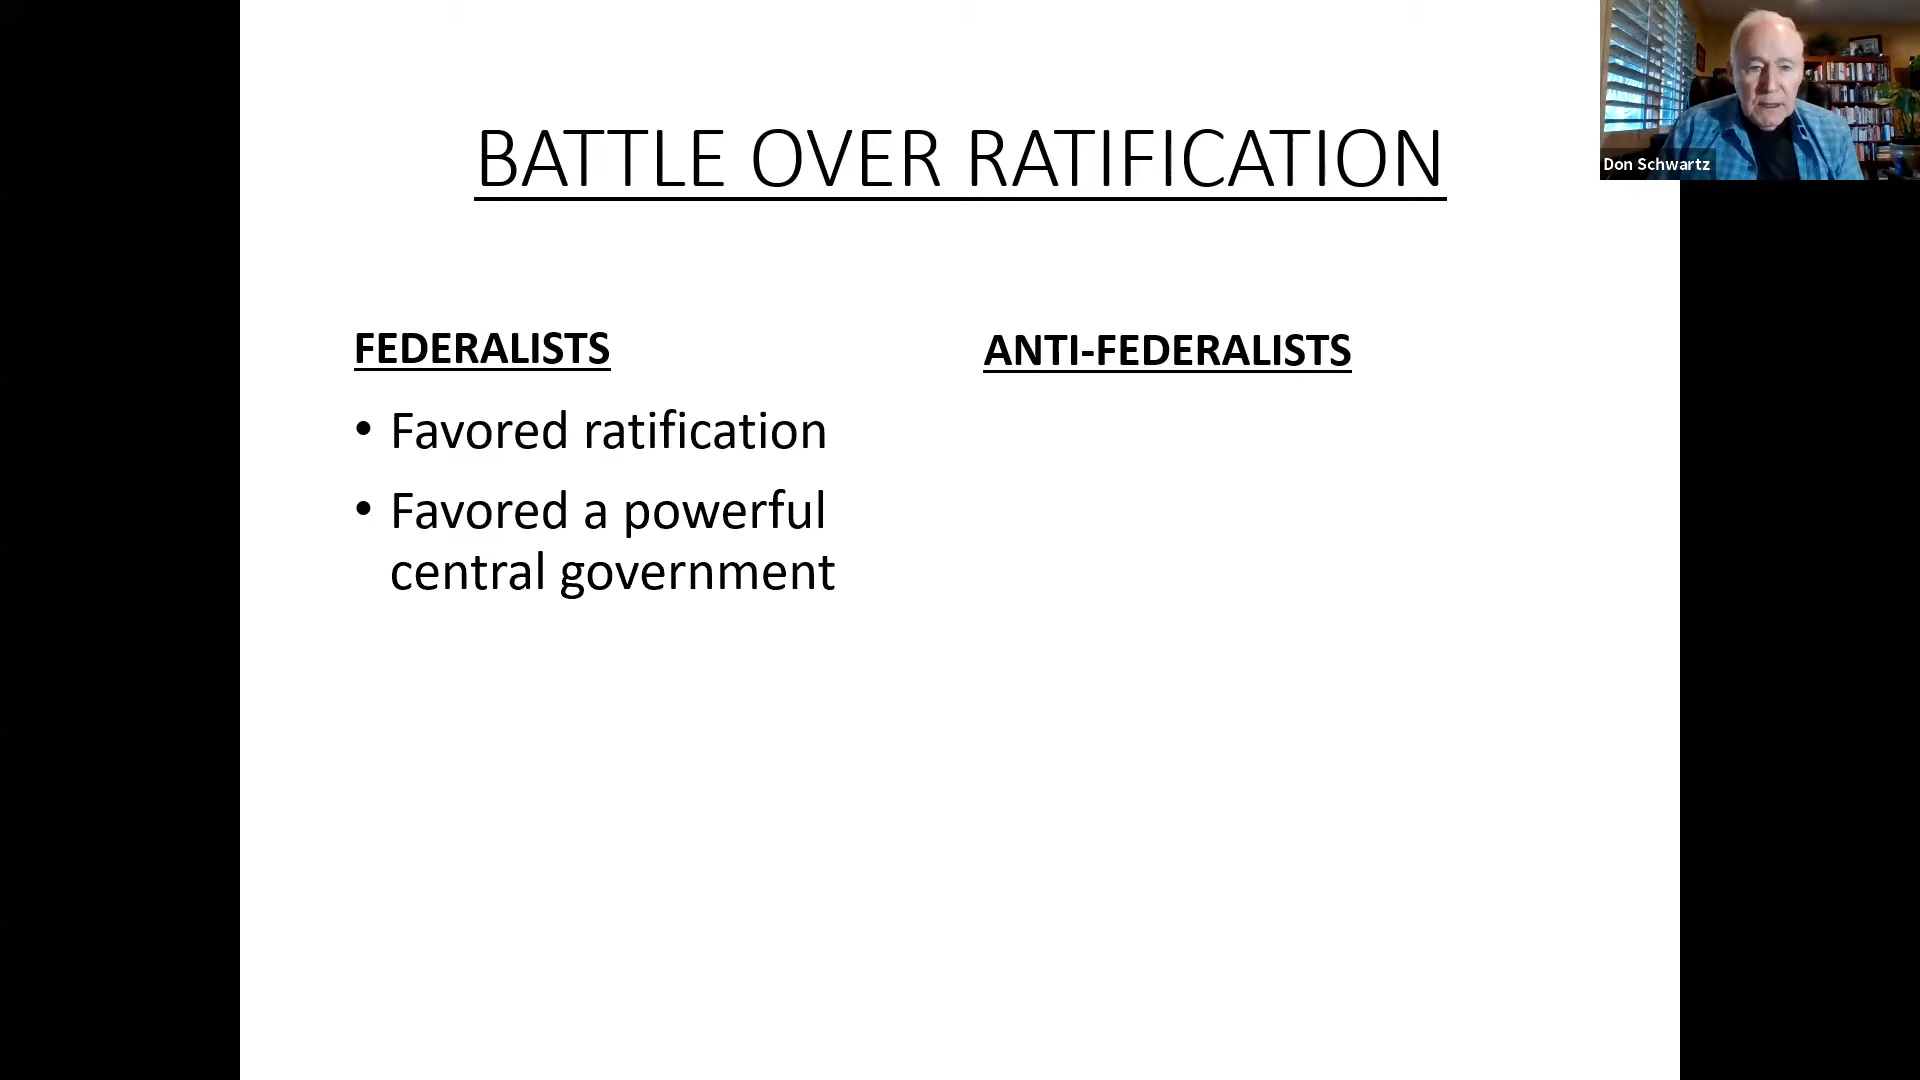 BATTLE OVER RATIFICATION
Don Schwartz
FEDERALISTS
• Favored ratification
• Favored a powerful
central government
ANTI-FEDERALISTS